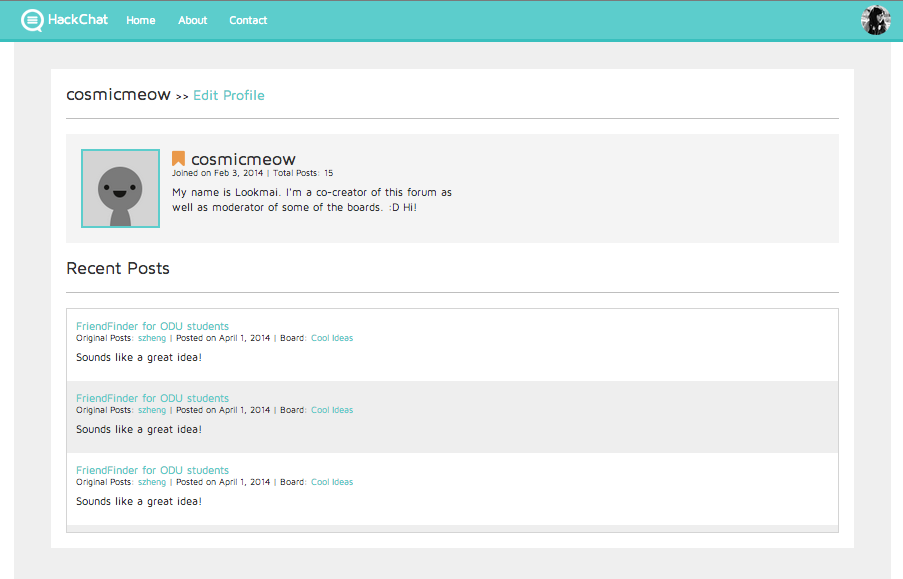 HackChat Home About Contact
cosmicmeow >> Edit Profile
cosmicmeow
Joined on Feb 3, 2014 | Total Posts: 15
My name is Lookmai. I'm a co-creator of this forum as
well as moderator of some of the boards. :D Hi!
Recent Posts
FriendFinder for ODU students
Original Posts: szheng | Posted on April 1, 2014 | Board: Cool Ideas
Sounds like a great idea!
FriendFinder for ODU students
Original Posts: szheng | Posted on April 1, 2014 | Board: Cool Ideas
Sounds like a great idea!
FriendFinder for ODU students
Original Posts: szheng | Posted on April 1, 2014 | Board: Cool Ideas
Sounds like a great idea!